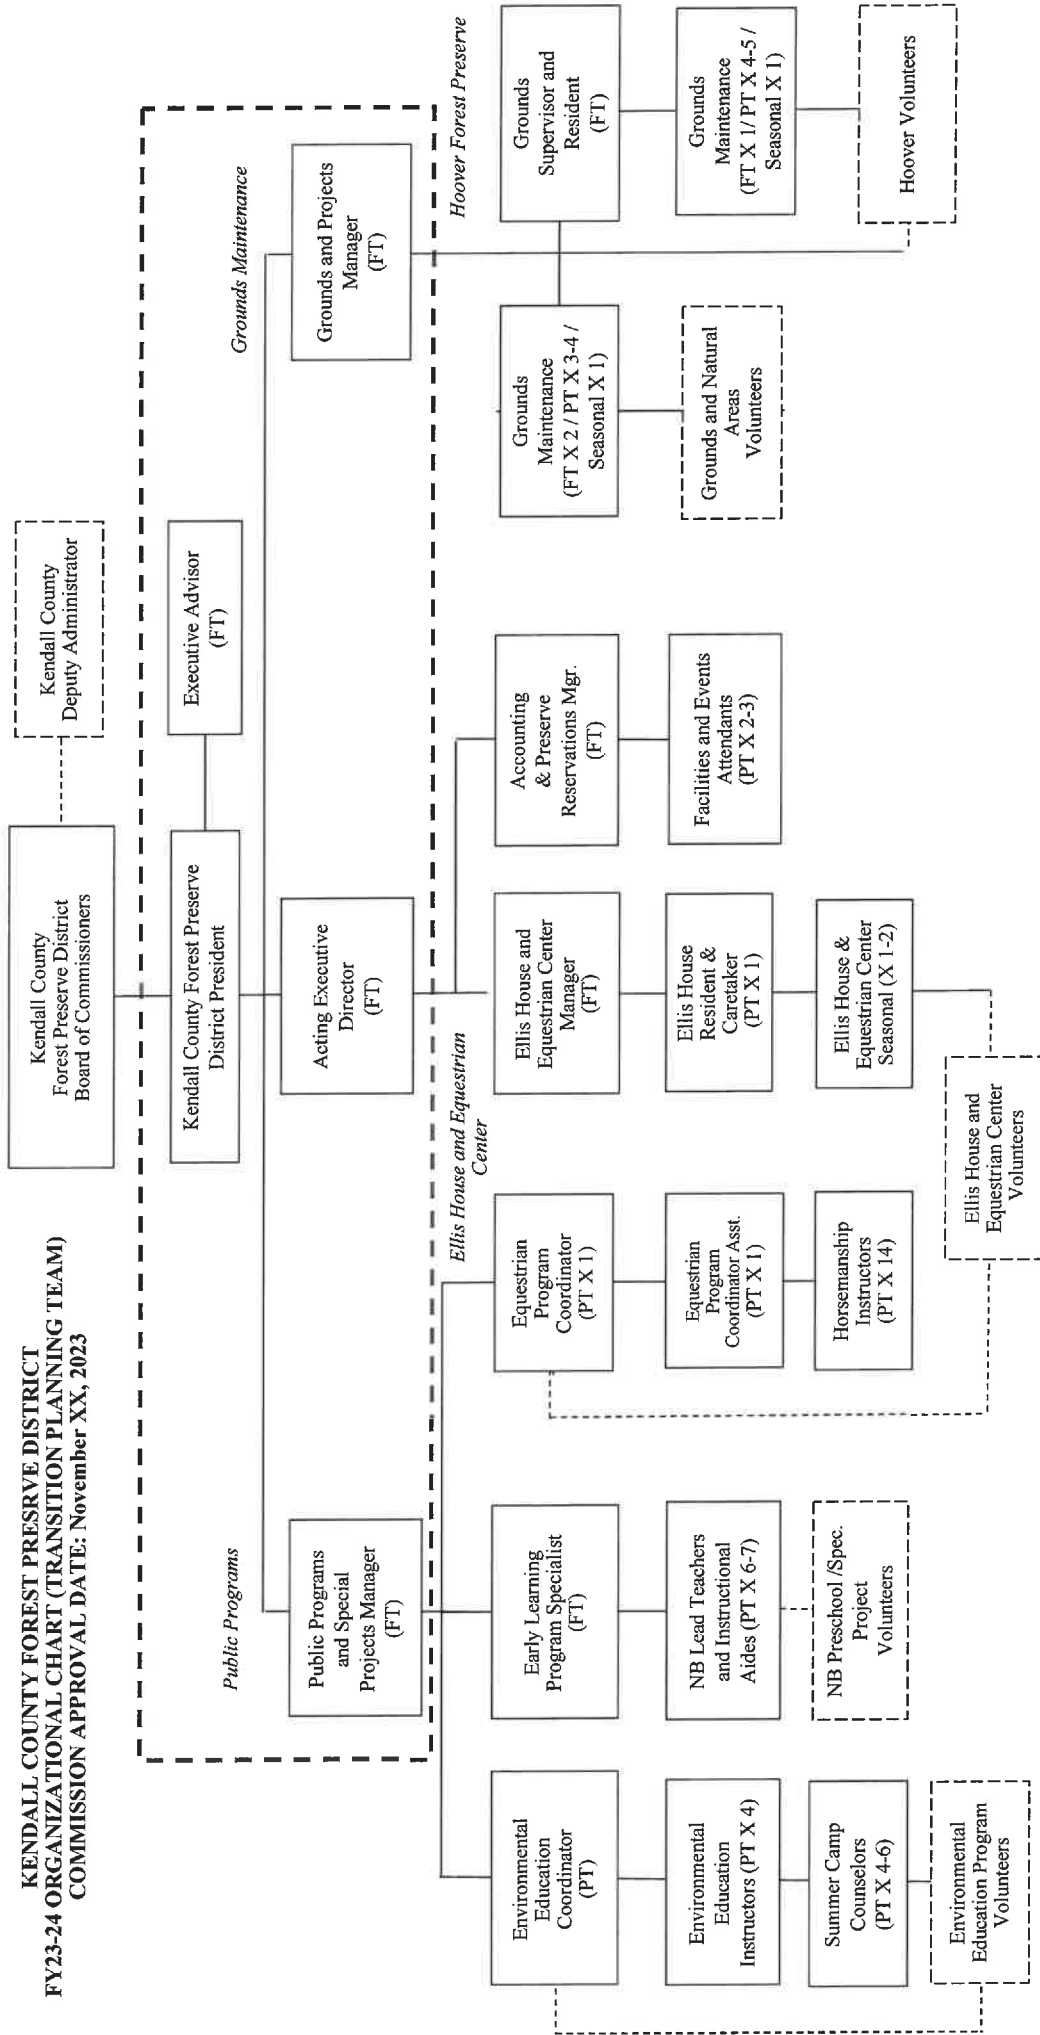 KENDALL COUNTY FOREST PRESRVE DISTRICT
FY23-24 ORGANIZATIONAL CHART (TRANSITION PLANNING TEAM)
COMMISSION APPROVAL DATE: November XX, 2023
Kendall County
Forest Preserve District
Board of Commissioners
Kendall County
Deputy Administrator
Kendall County Forest Preserve
District President
Executive Advisor
(FT)
Public Programs
Grounds Maintenance
Public Programs
and Special
Projects Manager
(FT)
Acting Executive
Director
(FT)
Grounds and Projects
Manager
(FT)
Ellis House and Equestrian
Center
Hoover Forest Preserve
Environmental
Education
Coordinator
(PT)
Early Learning
Program Specialist
(FT)
Equestrian
Program
Coordinator
(PT X 1)
Ellis House and
Equestrian Center
Manager
(FT)
Accounting
& Preserve
Reservations Mgr.
(FT)
Grounds
Maintenance
(FT X 2 / PT X 3-4 /
Seasonal X 1)
Grounds
Supervisor and
Resident
(FT)
Environmental
Education
Instructors (PT X 4)
NB Lead Teachers
and Instructional
Aides (PT X 6-7)
Equestrian
Program
Coordinator Asst.
(PT X 1)
Ellis House
Resident &
Caretaker
(PT X 1)
Facilities and Events
Attendants
(PT X 2-3)
Grounds and Natural
Areas
Volunteers
Grounds
Maintenance
(FT X 1/ PT X 4-5 /
Seasonal X 1)
Summer Camp
Counselors
(PT X 4-6)
NB Preschool /Spec.
Project
Volunteers
Horsemanship
Instructors
(PT X 14)
Ellis House &
Equestrian Center
Seasonal (X 1-2)
Hoover Volunteers
Environmental
Education Program
Volunteers
Ellis House and
Equestrian Center
Volunteers